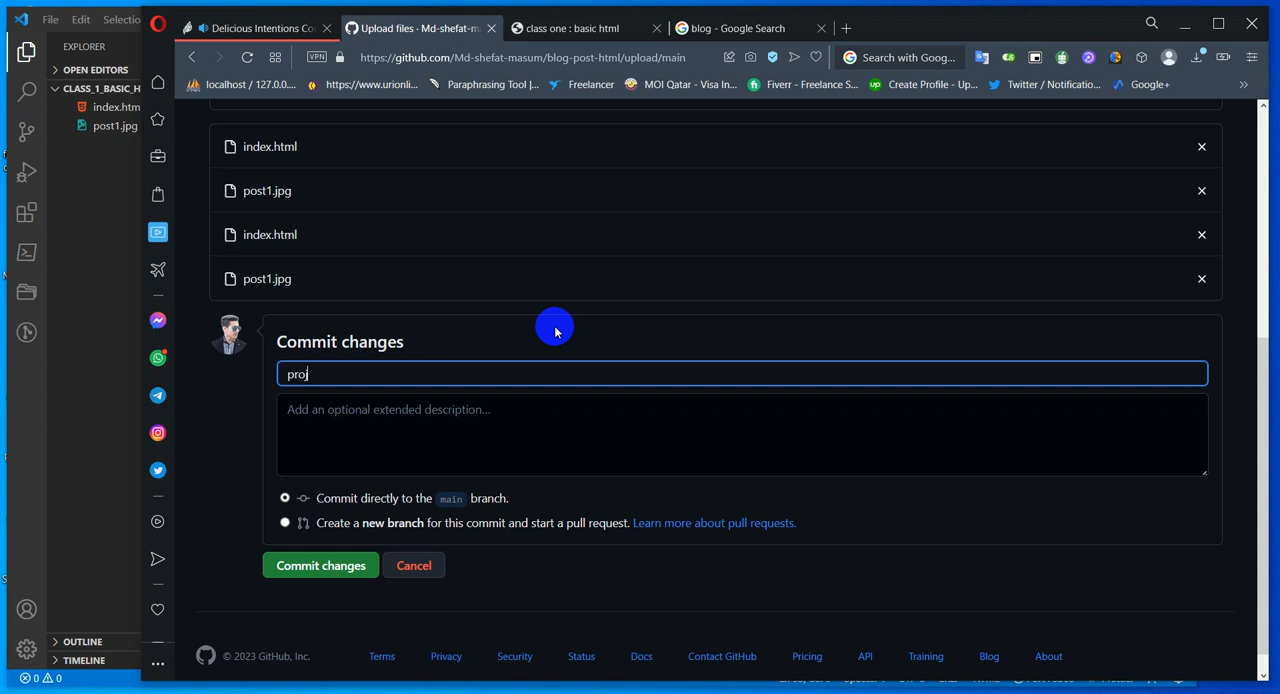 File Edit Selectio
Delicious Intentions Co
Upload files · Md-shefat-m
class one : basic html
blog - Google Search
EXPLORER
OPEN EDITORS
CLASS_1_BASIC_H
index.htm
post1.jpg
VPN
https://github.com/Md-shefat-masum/blog-post-html/upload/main
Search with Goog...
localhost / 127.0.0....
https://www.urionli...
Paraphrasing Tool |...
Freelancer
MOI Qatar - Visa In...
Fiverr - Freelance S...
Create Profile - Up...
Twitter / Notificatio...
Google+
index.html
post1.jpg
index.html
post1.jpg
Commit changes
proj
Add an optional extended description...
Commit directly to the main branch.
Create a new branch for this commit and start a pull request. Learn more about pull requests.
Commit changes
Cancel
© 2023 GitHub, Inc.
Terms
Privacy
Security
Status
Docs
Contact GitHub
Pricing
API
Training
Blog
About
OUTLINE
TIMELINE
0 0